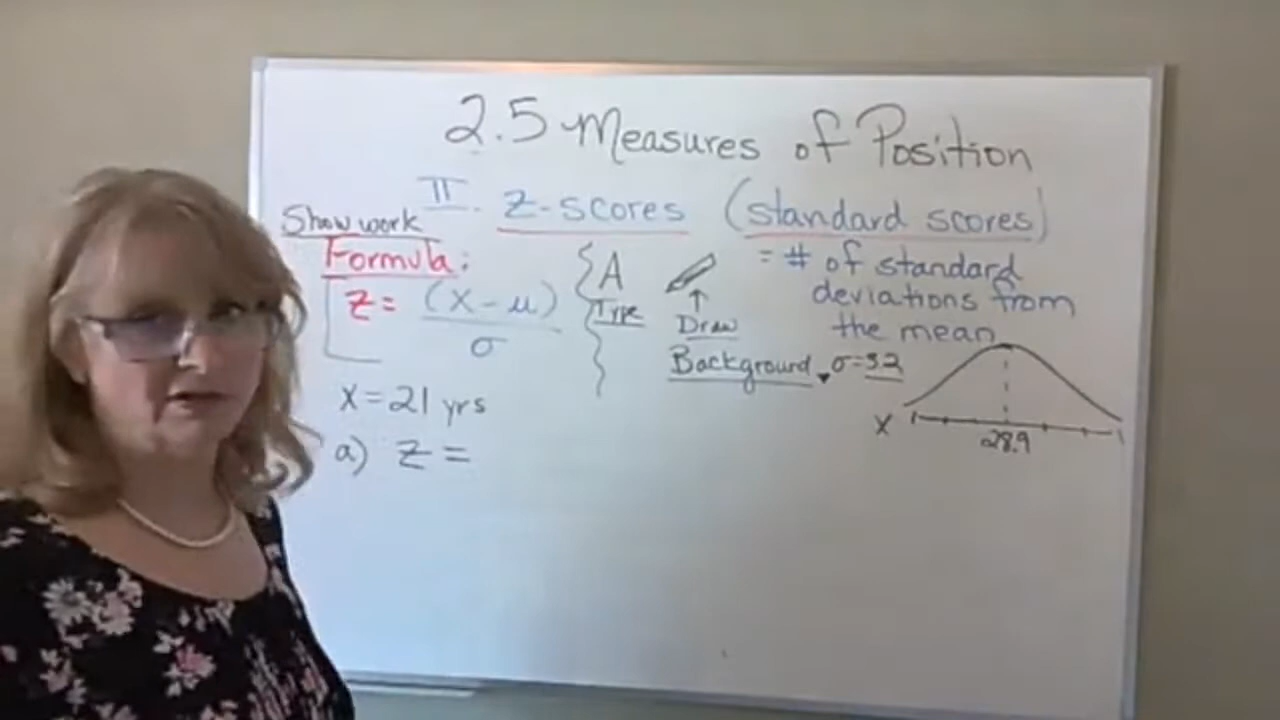 2.5 Measures of Position
II. Z-scores (standard scores)
= # of standard
deviations from
the mean
Show work
Formula:
Z = (X - μ)
σ
A
Type
Draw
Background σ=3.2
X
28.9
X=21 yrs
a) Z =